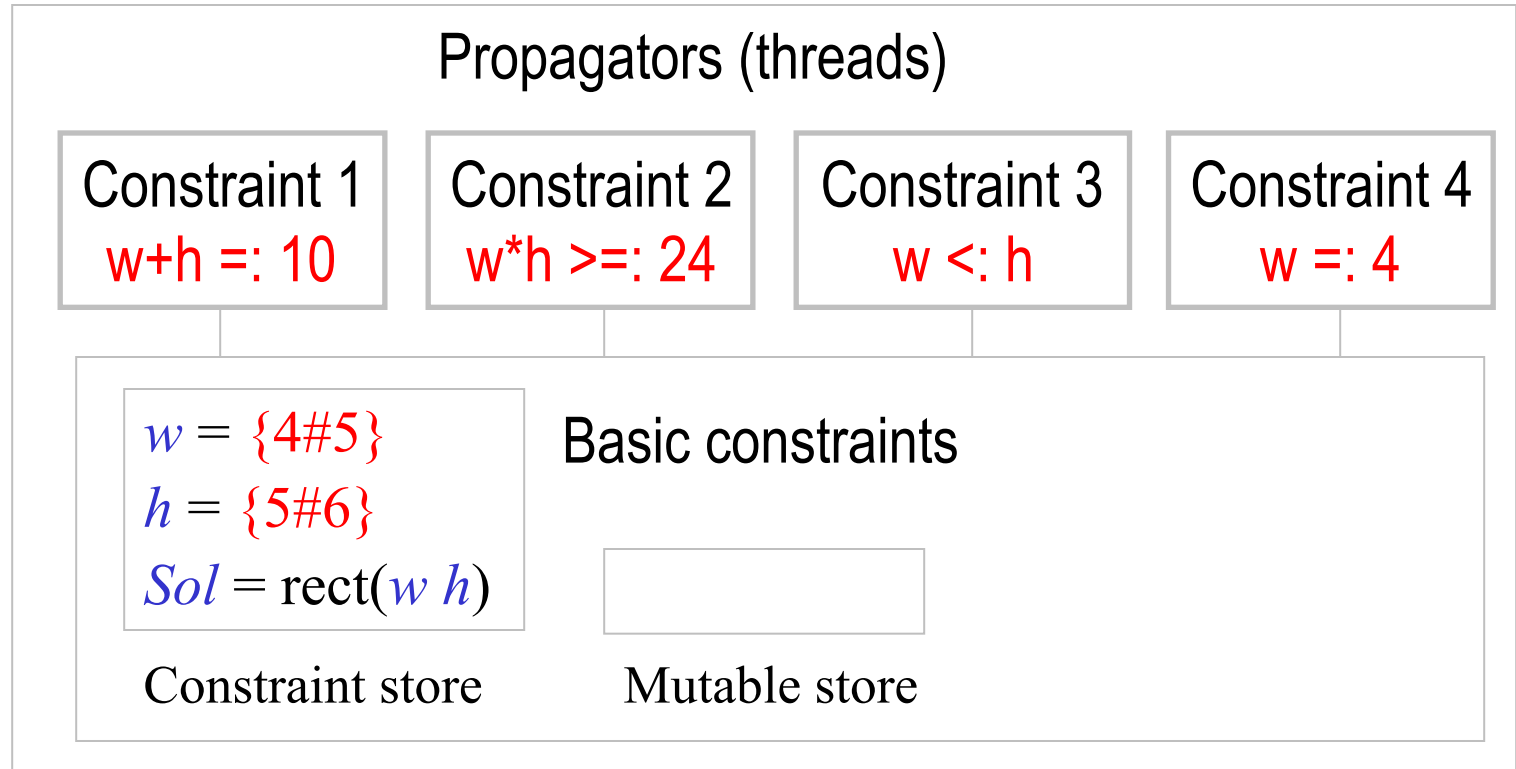 Propagators (threads)
Constraint 1
w+h =: 10
Constraint 2
w*h >=: 24
Constraint 3
w <: h
Constraint 4
w =: 4
w = {4#5}
h = {5#6}
Sol = rect(w h)
Basic constraints
Constraint store
Mutable store